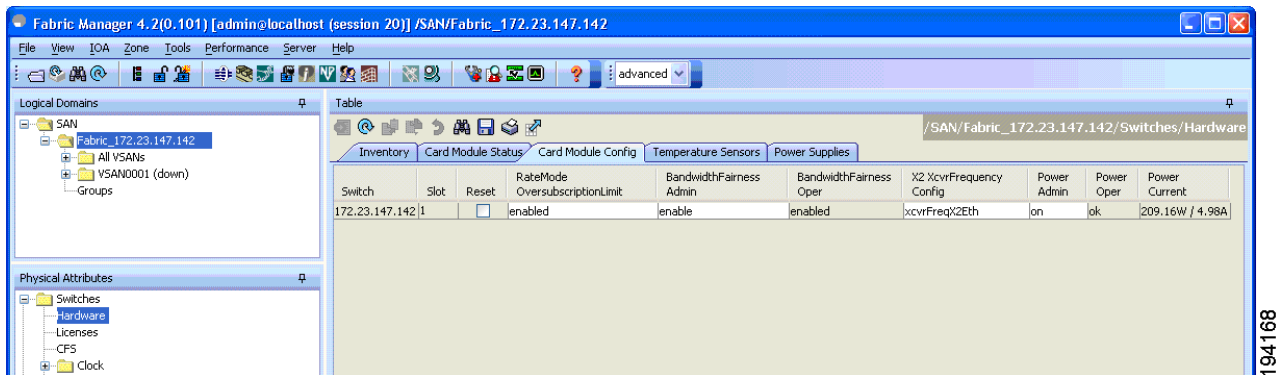 Fabric Manager 4.2(0.101) [admin@localhost (session 20)] /SAN/Fabric_172.23.147.142
File View IOA Zone Tools Performance Server Help
advanced
Logical Domains
SAN
Fabric_172.23.147.142
All VSANs
VSAN0001 (down)
Groups
Physical Attributes
Switches
Hardware
Licenses
CFS
Clock
Table
/SAN/Fabric_172.23.147.142/Switches/Hardware
Inventory Card Module Status Card Module Config Temperature Sensors Power Supplies
RateMode BandwidthFairness BandwidthFairness X2 XcvrFrequency Power Power Power
Switch Slot Reset OversubscriptionLimit Admin Oper Config Admin Oper Current
172.23.147.142 1 enabled enable enabled xcvrFreqX2Eth on ok 209.16W / 4.98A
194168